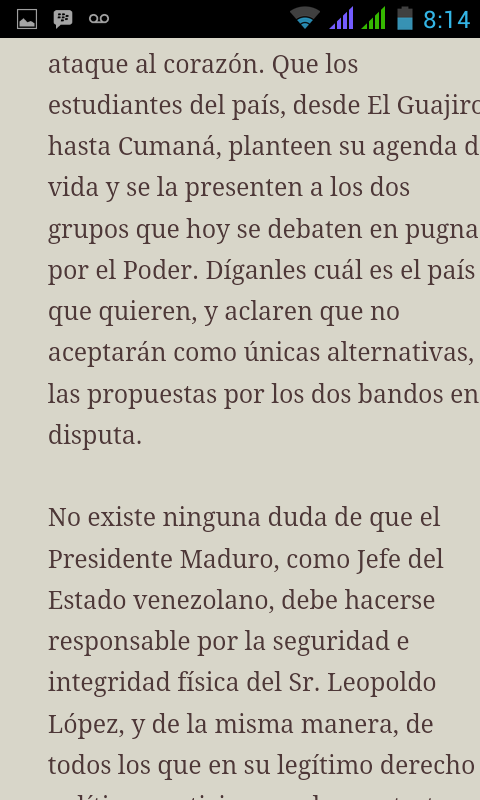 8:14
ataque al corazón. Que los
estudiantes del país, desde El Guajiro
hasta Cumaná, planteen su agenda d
vida y se la presenten a los dos
grupos que hoy se debaten en pugna
por el Poder. Díganles cuál es el país
que quieren, y aclaren que no
aceptarán como únicas alternativas,
las propuestas por los dos bandos en
disputa.
No existe ninguna duda de que el
Presidente Maduro, como Jefe del
Estado venezolano, debe hacerse
responsable por la seguridad e
integridad física del Sr. Leopoldo
López, y de la misma manera, de
todos los que en su legítimo derecho